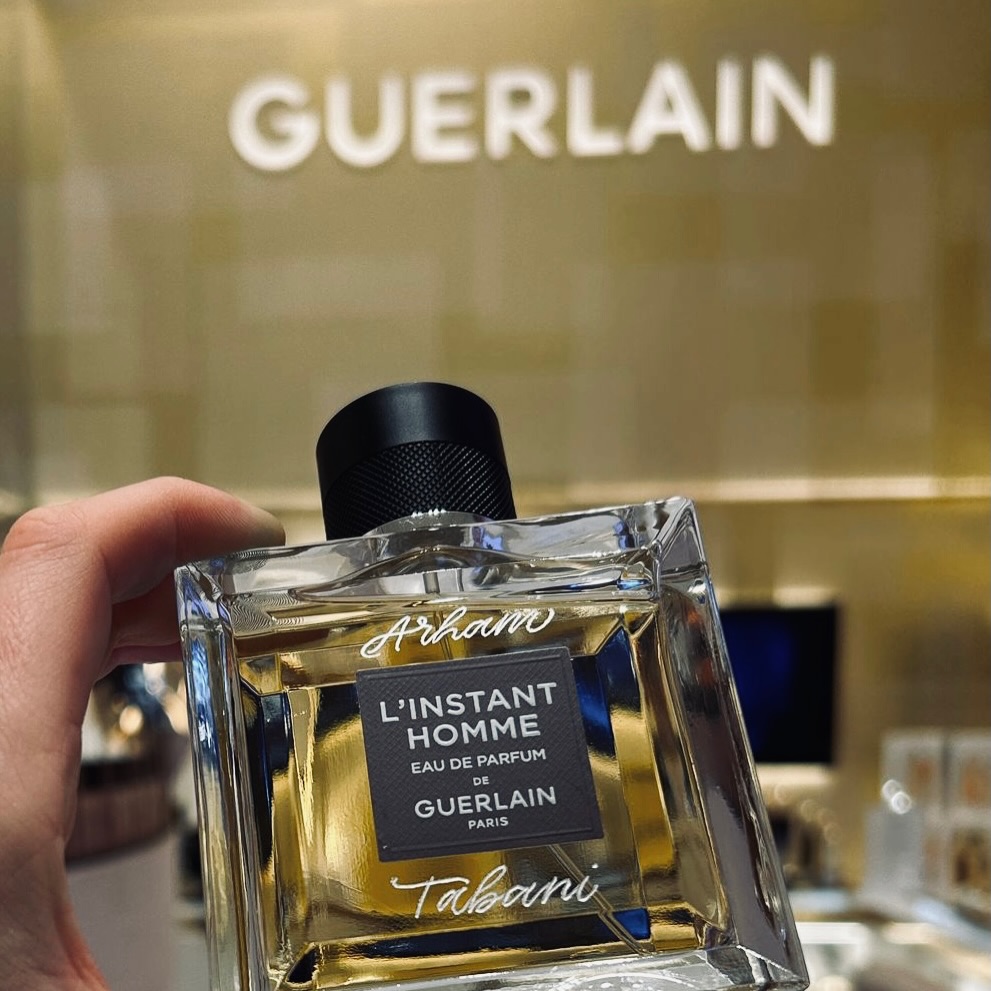 GUERLAIN
Arham
L'INSTANT
HOMME
EAU DE PARFUM
DE
GUERLAIN
PARIS
Tabani